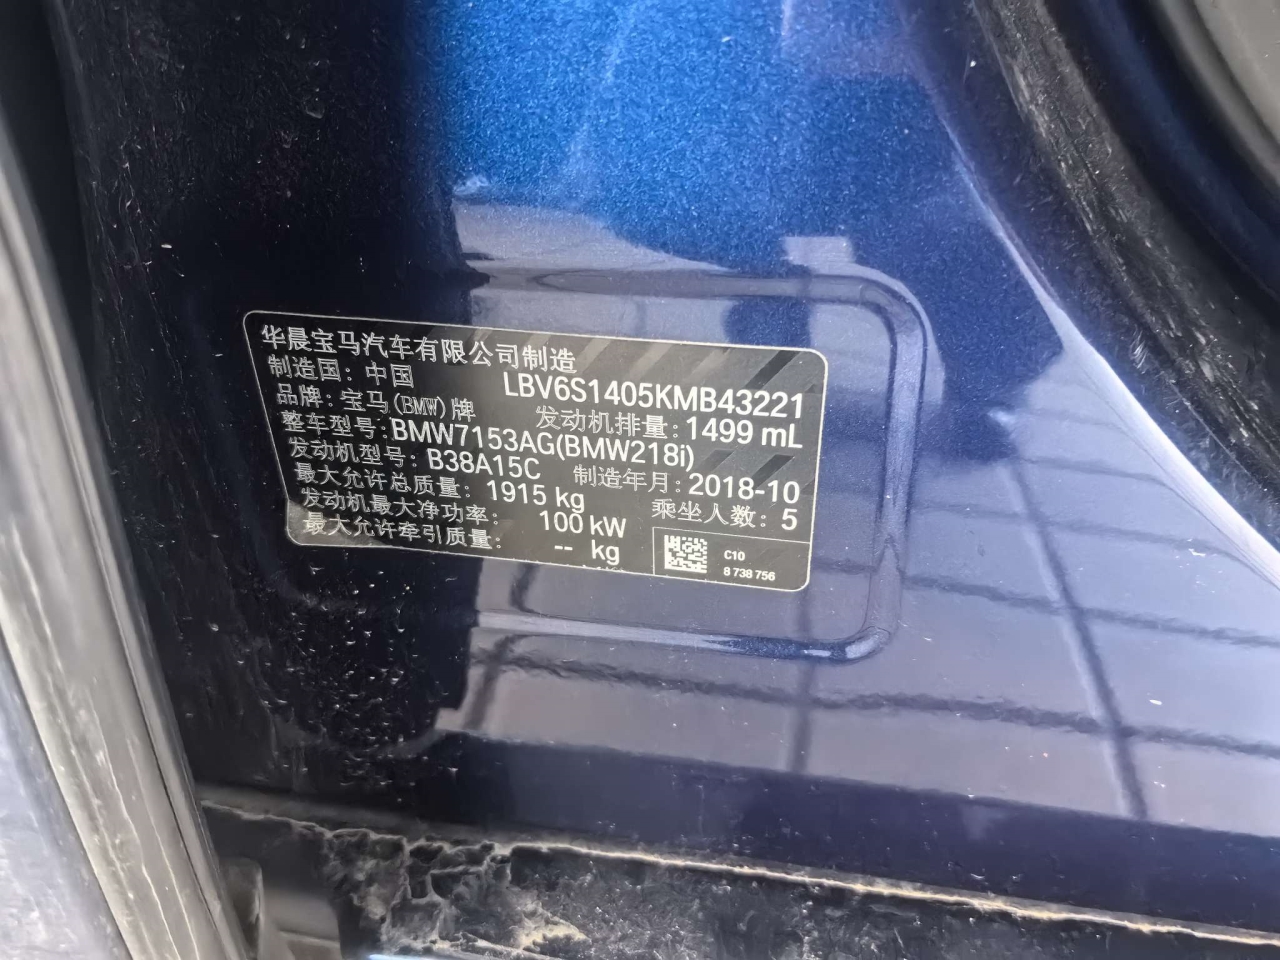 华晨宝马汽车有限公司制造
制造国：中国 LBV6S1405KMB43221
品牌：宝马(BMW)牌 发动机排量：1499 mL
整车型号：BMW7153AG(BMW218i)
发动机型号：B38A15C 制造年月：2018-10
最大允许总质量：1915 kg 乘坐人数：5
发动机最大净功率：100 kW
最大允许牵引质量：-- kg
C10
8 738 756